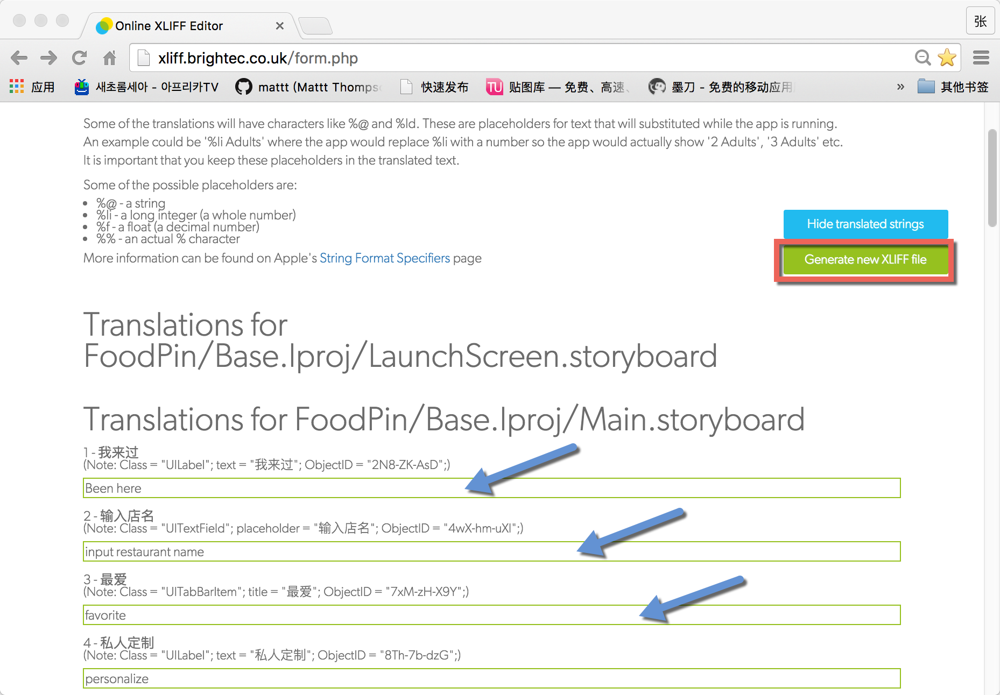 Online XLIFF Editor
张
xliff.brightec.co.uk/form.php
应用
새초롬세아 - 아프리카TV
mattt (Mattt Thomps
快速发布
TU
贴图库 — 免费、高速、
墨刀 - 免费的移动应用
»
其他书签
Some of the translations will have characters like %@ and %ld. These are placeholders for text that will substituted while the app is running.
An example could be '%li Adults' where the app would replace %li with a number so the app would actually show '2 Adults', '3 Adults' etc.
It is important that you keep these placeholders in the translated text.
Some of the possible placeholders are:
• %@ - a string
• %li - a long integer (a whole number)
• %f - a float (a decimal number)
• %% - an actual % character
Hide translated strings
More information can be found on Apple's String Format Specifiers page
Generate new XLIFF file
Translations for
FoodPin/Base.lproj/LaunchScreen.storyboard
Translations for FoodPin/Base.lproj/Main.storyboard
1 - 我来过
(Note: Class = "UILabel"; text = "我来过"; ObjectID = "2N8-ZK-AsD";)
Been here
2 - 输入店名
(Note: Class = "UITextField"; placeholder = "输入店名"; ObjectID = "4wX-hm-uXI";)
input restaurant name
3 - 最爱
(Note: Class = "UITabBarItem"; title = "最爱"; ObjectID = "7xM-zH-X9Y";)
favorite
4 - 私人定制
(Note: Class = "UILabel"; text = "私人定制"; ObjectID = "8Th-7b-dzG";)
personalize